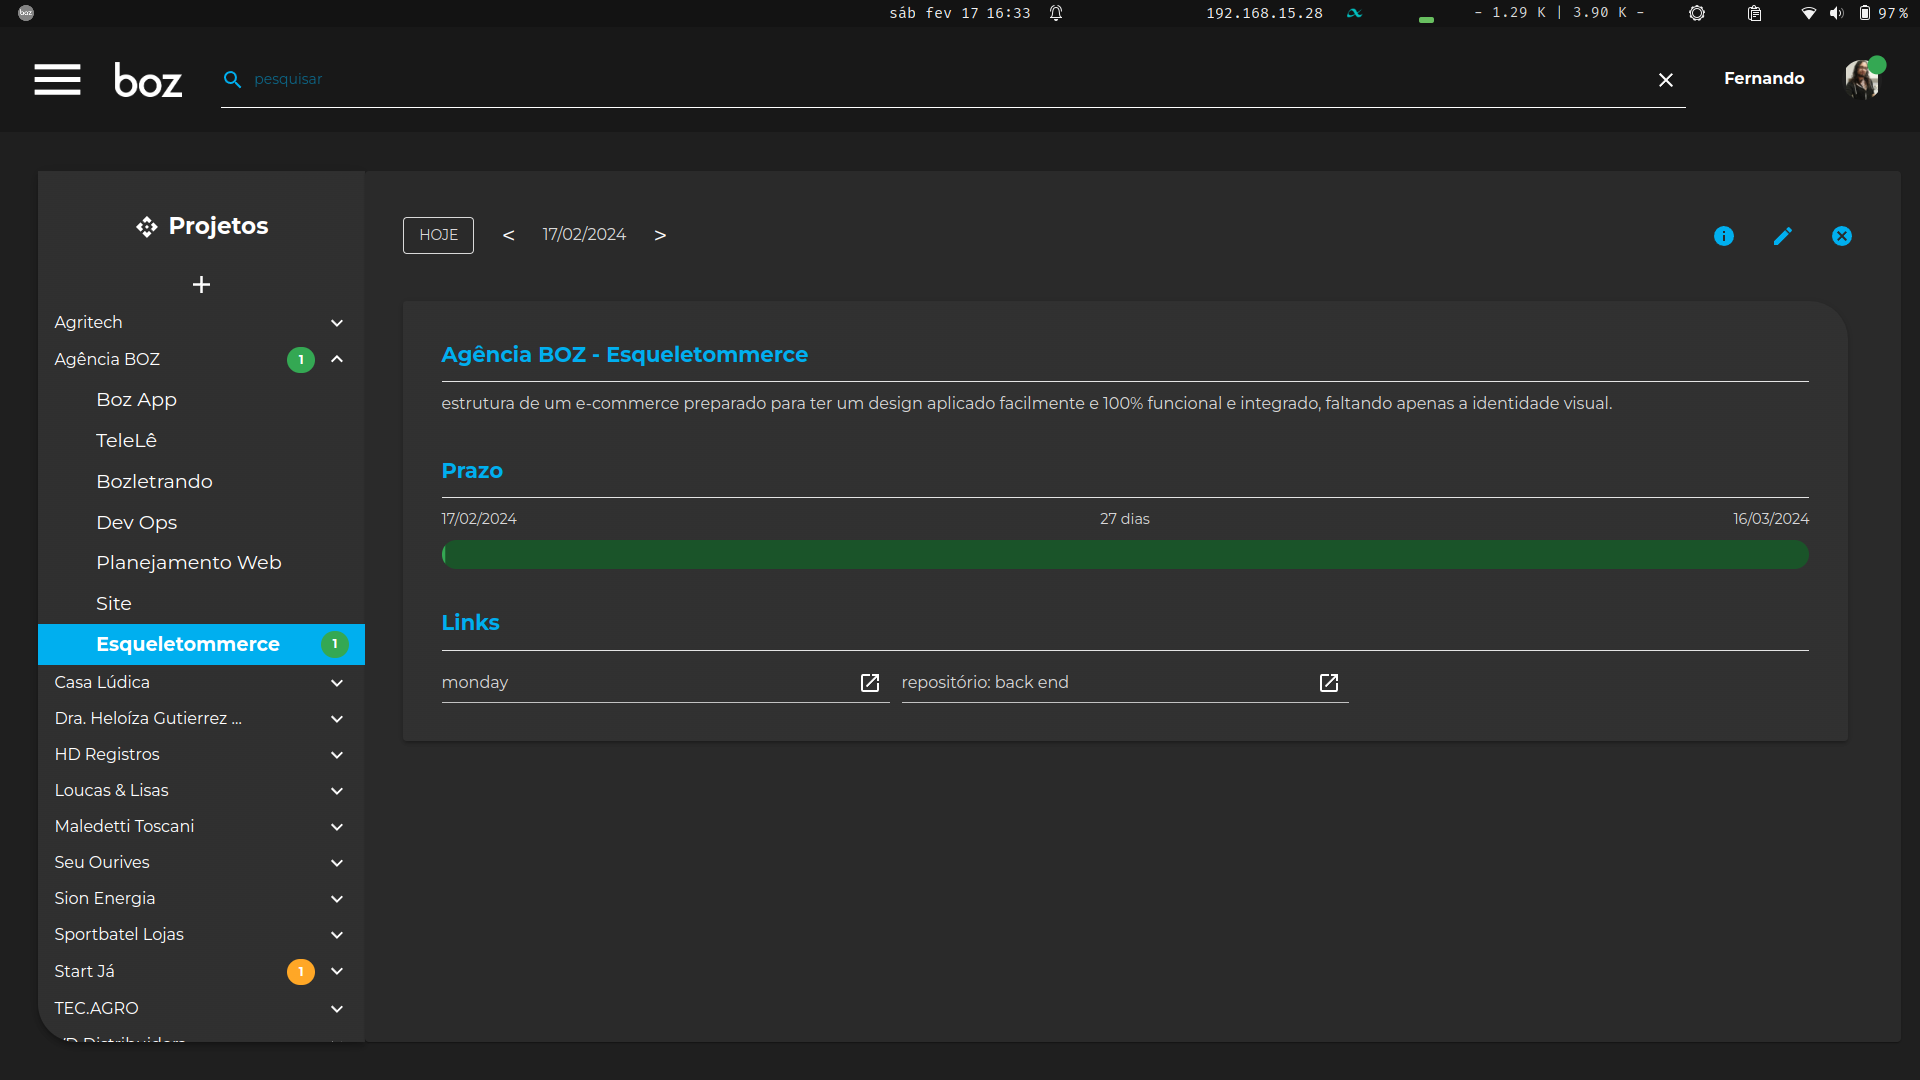 boz
sáb fev 17 16:33
192.168.15.28
- 1.29 K | 3.90 K -
97%
boz
pesquisar
Fernando
Projetos
+
Agritech
Agência BOZ 1
Boz App
TeleLê
Bozletrando
Dev Ops
Planejamento Web
Site
Esqueletommerce 1
Casa Lúdica
Dra. Heloíza Gutierrez ...
HD Registros
Loucas & Lisas
Maledetti Toscani
Seu Ourives
Sion Energia
Sportbatel Lojas
Start Já 1
TEC.AGRO
HOJE < 17/02/2024 >
Agência BOZ - Esqueletommerce
estrutura de um e-commerce preparado para ter um design aplicado facilmente e 100% funcional e integrado, faltando apenas a identidade visual.
Prazo
17/02/2024 27 dias 16/03/2024
Links
monday
repositório: back end